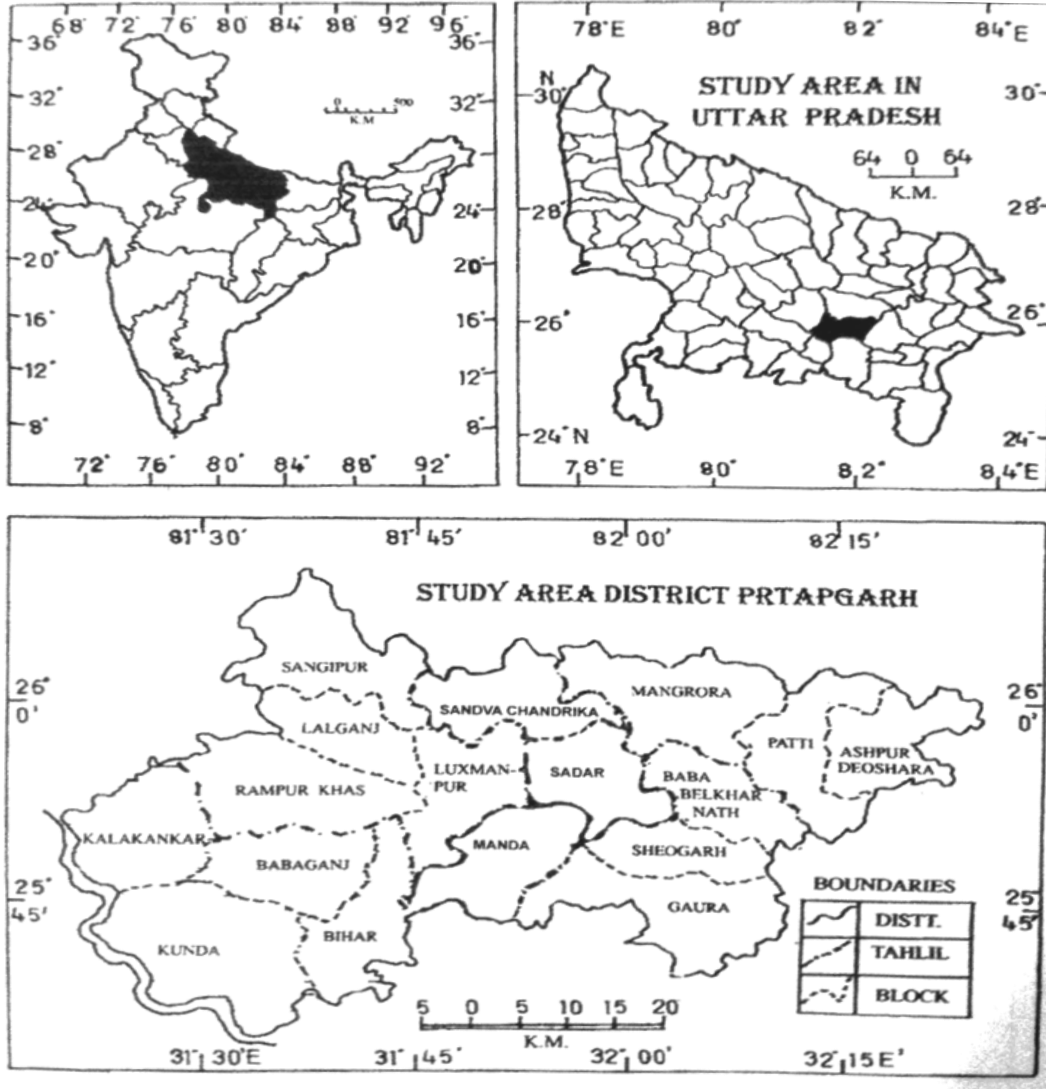 68° 72° 76° 80° 84° 88° 92° 96°
36° 36°
32° 32°
28° 28°
24° 24°
20° 20°
16° 16°
12° 12°
8° 8°
0 500
K.M.
72° 76° 80° 84° 88° 92°
78°E 80° 82° 84°E
N
30° 30°
STUDY AREA IN
UTTAR PRADESH
64 0 64
K.M.
28° 28°
26° 26°
24°N 24°
78°E 80° 82° 84°E
81° 30' 81° 45' 82° 00' 82° 15'
STUDY AREA DISTRICT PRTAPGARH
26° 0' 26° 0'
SANGIPUR
MANGRORA
SANDVA CHANDRIKA
LALGANJ
PATTI
ASHPUR
DEOSHARA
LUXMAN-
PUR
SADAR
BABA
BELKHAR
NATH
RAMPUR KHAS
KALAKANKAR
BABAGANJ
MANDA
SHEOGARH
25° 45' 25° 45'
GAURA
KUNDA
BIHAR
BOUNDARIES
DISTT.
TAHLIL
BLOCK
5 0 5 10 15 20
K.M.
31° 30'E 31° 45' 32° 00' 32° 15'E'